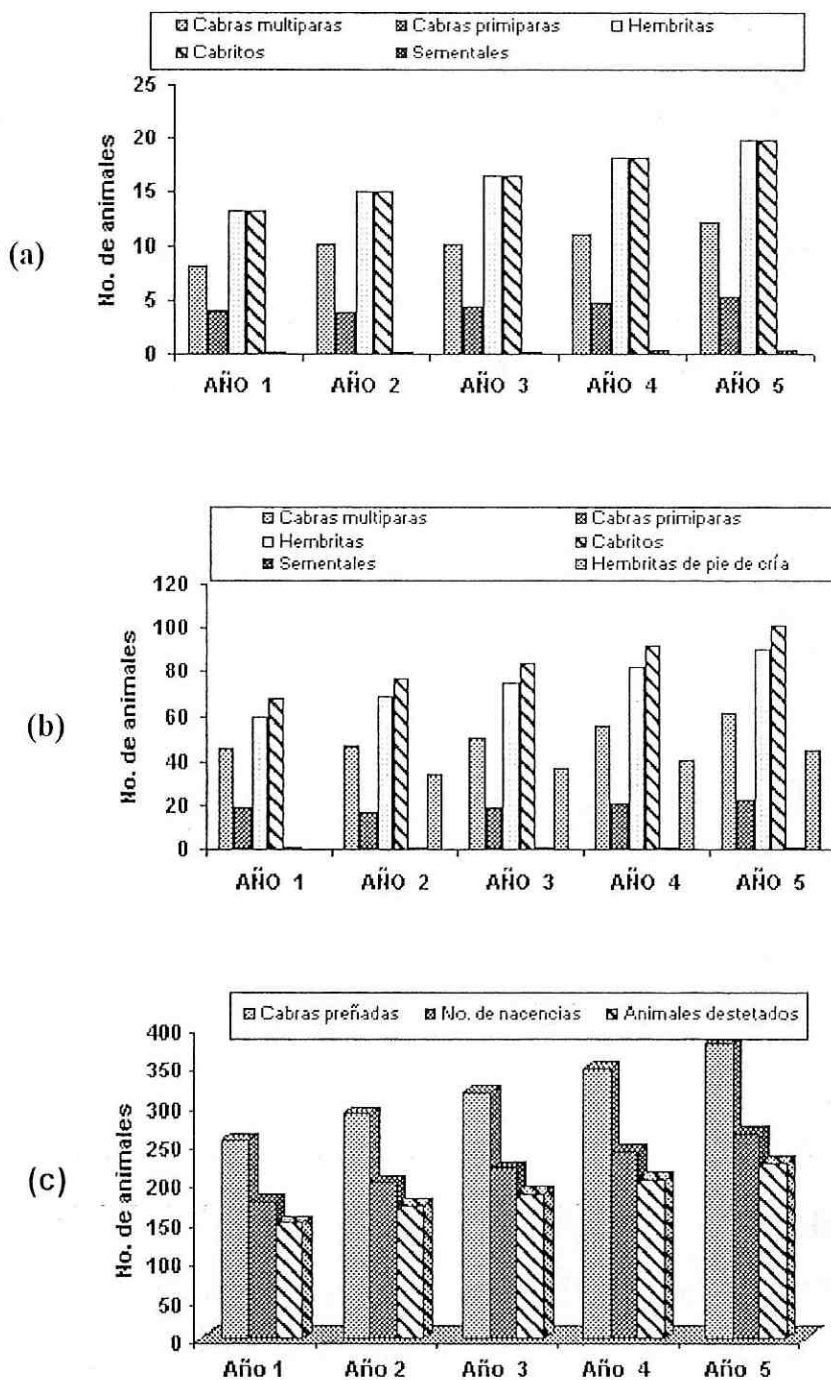 Cabras multiparas Cabras primiparas Hembritas
Cabritos Sementales
(a)
No. de animales
25
20
15
10
5
0
AÑO 1 AÑO 2 AÑO 3 AÑO 4 AÑO 5
Cabras multiparas Cabras primiparas
Hembritas Cabritos
Sementales Hembritas de pie de cría
(b)
No. de animales
120
100
80
60
40
20
0
AÑO 1 AÑO 2 AÑO 3 AÑO 4 AÑO 5
Cabras preñadas No. de nacencias Animales destetados
(c)
No. de animales
400
350
300
250
200
150
100
50
0
Año 1 Año 2 Año 3 Año 4 Año 5